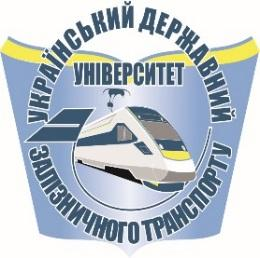 УКРАЇНСЬКИЙ ДЕРЖАВНИЙ
УНІВЕРСИТЕТ
ЗАЛІЗНИЧНОГО ТРАНСПОРТУ